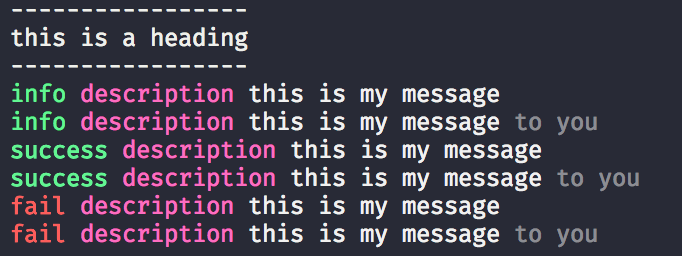 -----------------
this is a heading
-----------------
info description this is my message
info description this is my message to you
success description this is my message
success description this is my message to you
fail description this is my message
fail description this is my message to you